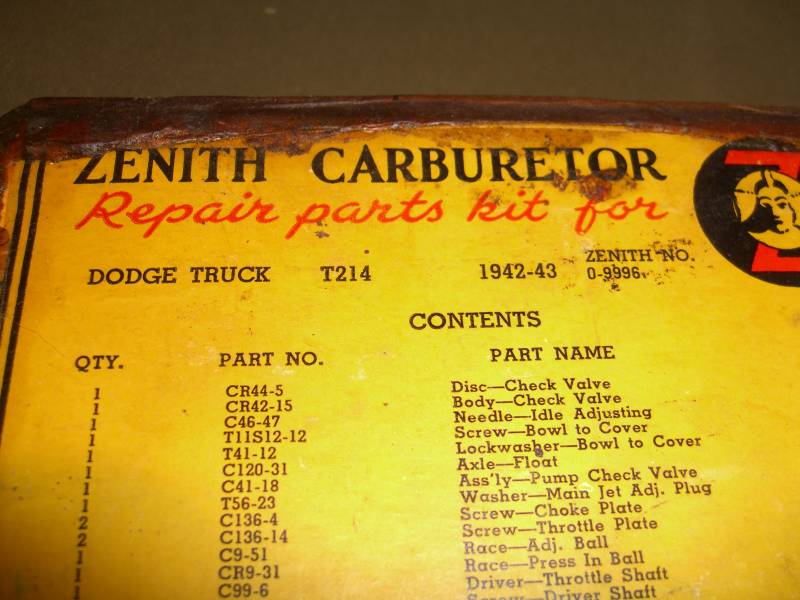 ZENITH CARBURETOR
Repair parts kit for
DODGE TRUCK T214 1942-43 ZENITH NO. 0-9996
CONTENTS
QTY. PART NO. PART NAME
1 CR44-5 Disc—Check Valve
1 CR42-15 Body—Check Valve
1 C46-47 Needle—Idle Adjusting
1 T11S12-12 Screw—Bowl to Cover
1 T41-12 Lockwasher—Bowl to Cover
1 C120-31 Axle—Float
1 C41-18 Ass'ly—Pump Check Valve
1 T56-23 Washer—Main Jet Adj. Plug
2 C136-4 Screw—Choke Plate
2 C136-14 Screw—Throttle Plate
1 C9-51 Race—Adj. Ball
1 CR9-31 Race—Press In Ball
1 C99-6 Driver—Throttle Shaft
Screw—Driver Shaft